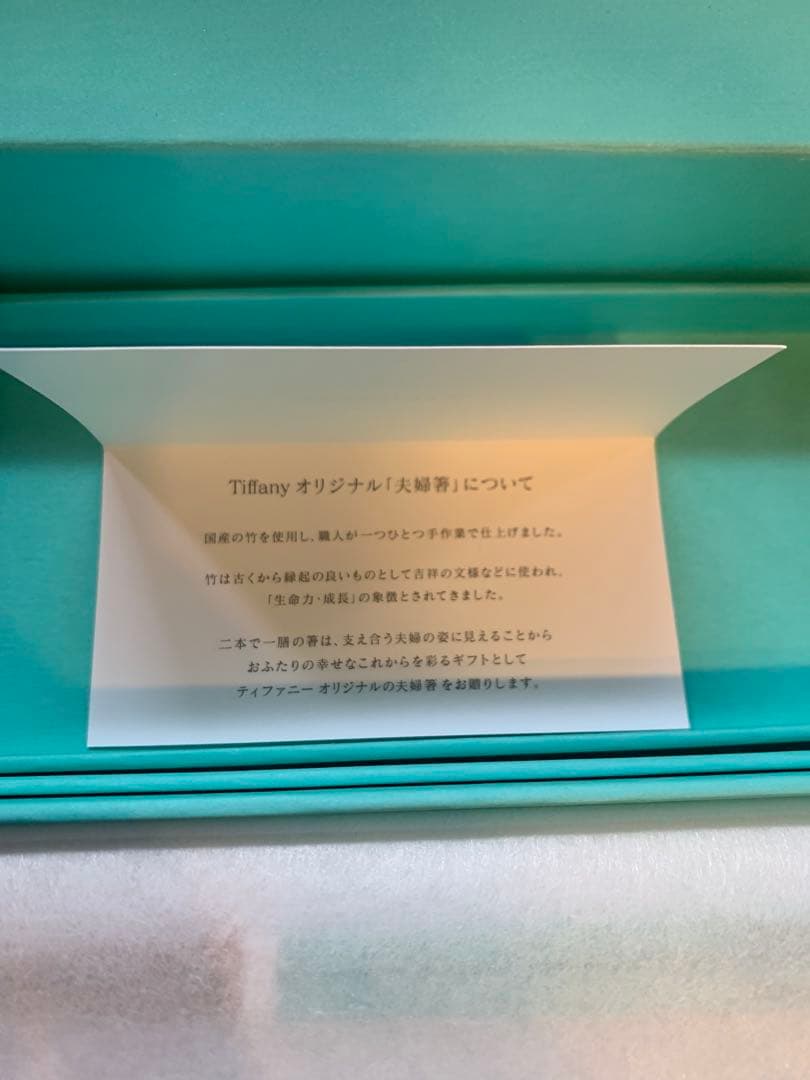 Tiffany オリジナル「夫婦箸」について
国産の竹を使用し、職人が一つひとつ手作業で仕上げました。
竹は古くから縁起の良いものとして吉祥の文様などに使われ、
「生命力・成長」の象徴とされてきました。
二本で一膳の箸は、支え合う夫婦の姿に見えることから
おふたりの幸せなこれからを彩るギフトとして
ティファニー オリジナルの夫婦箸 をお贈りします。